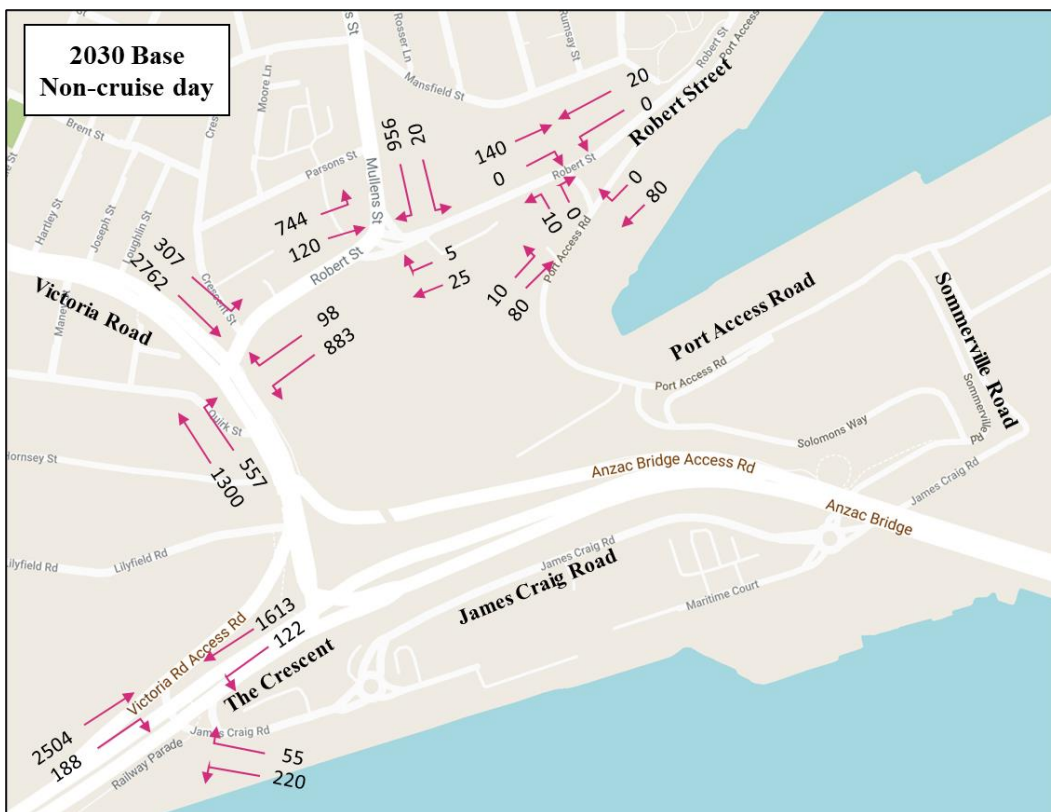 2030 Base
Non-cruise day
Rosser Ln
Rumsay St
Port Access
Robert St
Moore Ln
Mansfield St
Brent St
Parsons St
Mullens St
Robert Street
20
0
140
0
Robert St
956
20
744
120
Robert St
5
25
10
0
0
80
10
80
Port Access Rd
Hartley St
Joseph St
Loughlin St
307
2762
Crescent St
Victoria Road
98
883
Quirk St
557
1300
Hornsey St
Port Access Road
Port Access Rd
Sommerville Road
Sommerville
Rd
Solomons Way
James Craig Rd
Anzac Bridge Access Rd
Anzac Bridge
Lilyfield Rd
Lilyfield Rd
James Craig Rd
James Craig Road
Maritime Court
Victoria Rd Access Rd
1613
122
The Crescent
2504
188
Railway Parade
James Craig Rd
55
220